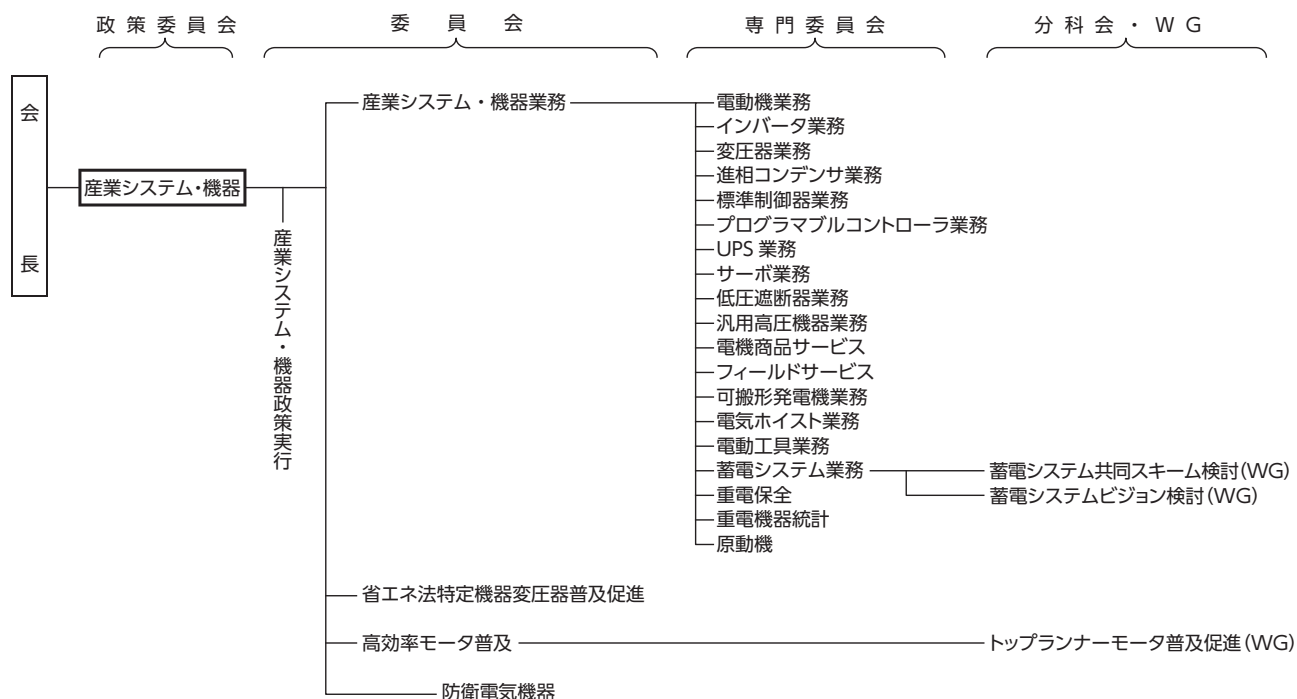 政策委員会
委員会
専門委員会
分科会・WG
会長
産業システム・機器
産業システム・機器政策実行
産業システム・機器業務
電動機業務
インバータ業務
変圧器業務
進相コンデンサ業務
標準制御器業務
プログラマブルコントローラ業務
UPS 業務
サーボ業務
低圧遮断器業務
汎用高圧機器業務
電機商品サービス
フィールドサービス
可搬形発電機業務
電気ホイスト業務
電動工具業務
蓄電システム業務
蓄電システム共同スキーム検討(WG)
蓄電システムビジョン検討(WG)
重電保全
重電機器統計
原動機
省エネ法特定機器変圧器普及促進
高効率モータ普及
トップランナーモータ普及促進(WG)
防衛電気機器